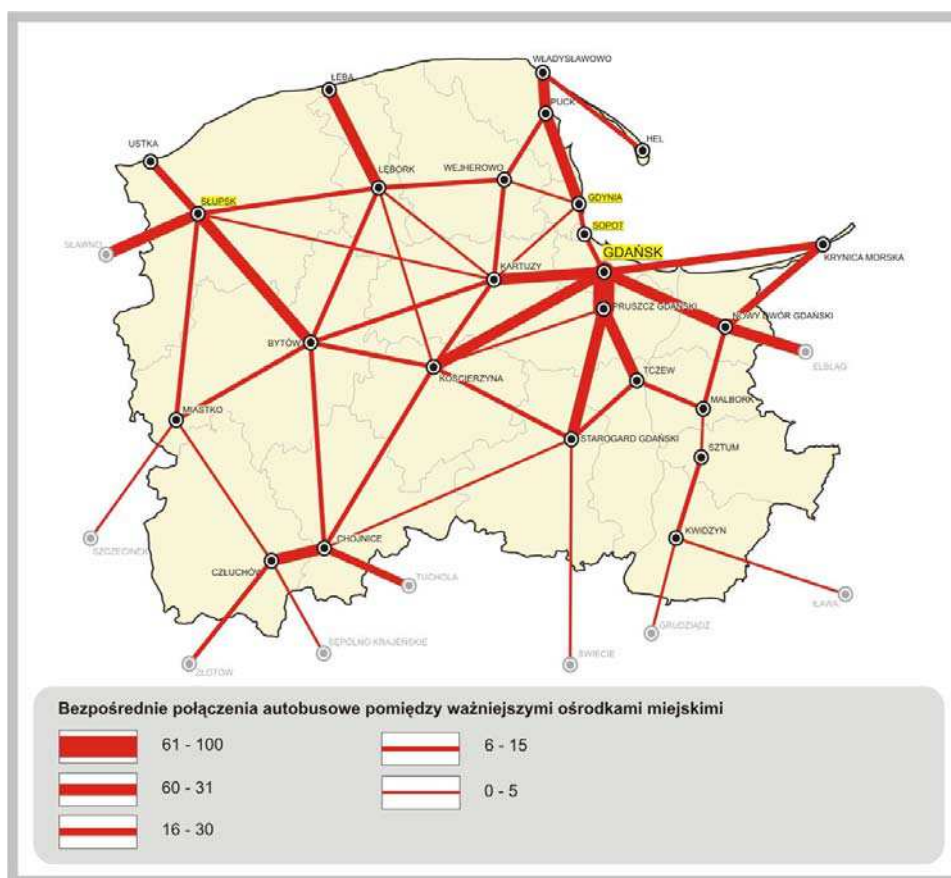 WŁADYSŁAWOWO
ŁEBA
PUCK
USTKA
HEL
WEJHEROWO
LĘBORK
SŁUPSK
GDYNIA
SOPOT
SŁAWNO
GDAŃSK
KRYNICA MORSKA
KARTUZY
PRUSZCZ GDAŃSKI
NOWY DWÓR GDAŃSKI
BYTÓW
ELBLĄG
KOŚCIERZYNA
TCZEW
MALBORK
MIASTKO
STAROGARD GDAŃSKI
SZTUM
KWIDZYN
SZCZECINEK
CHOJNICE
CZŁUCHÓW
TUCHOLA
IŁAWA
GRUDZIĄDZ
SĘPÓLNO KRAJEŃSKIE
ŚWIECIE
ZŁOTÓW
Bezpośrednie połączenia autobusowe pomiędzy ważniejszymi ośrodkami miejskimi
61 - 100
6 - 15
60 - 31
0 - 5
16 - 30